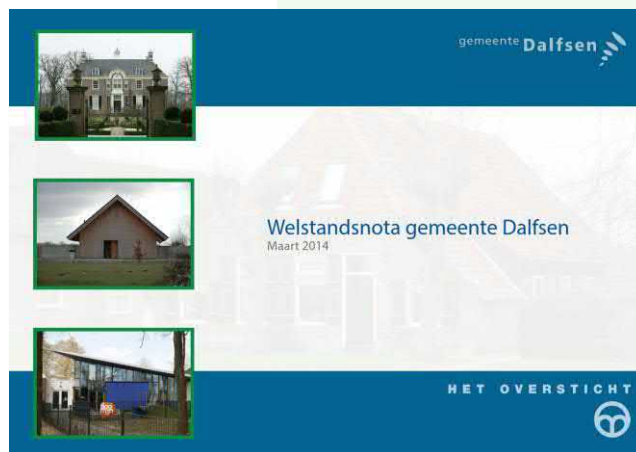 gemeente Dalfsen
Welstandsnota gemeente Dalfsen
Maart 2014
HET OVERSTICHT